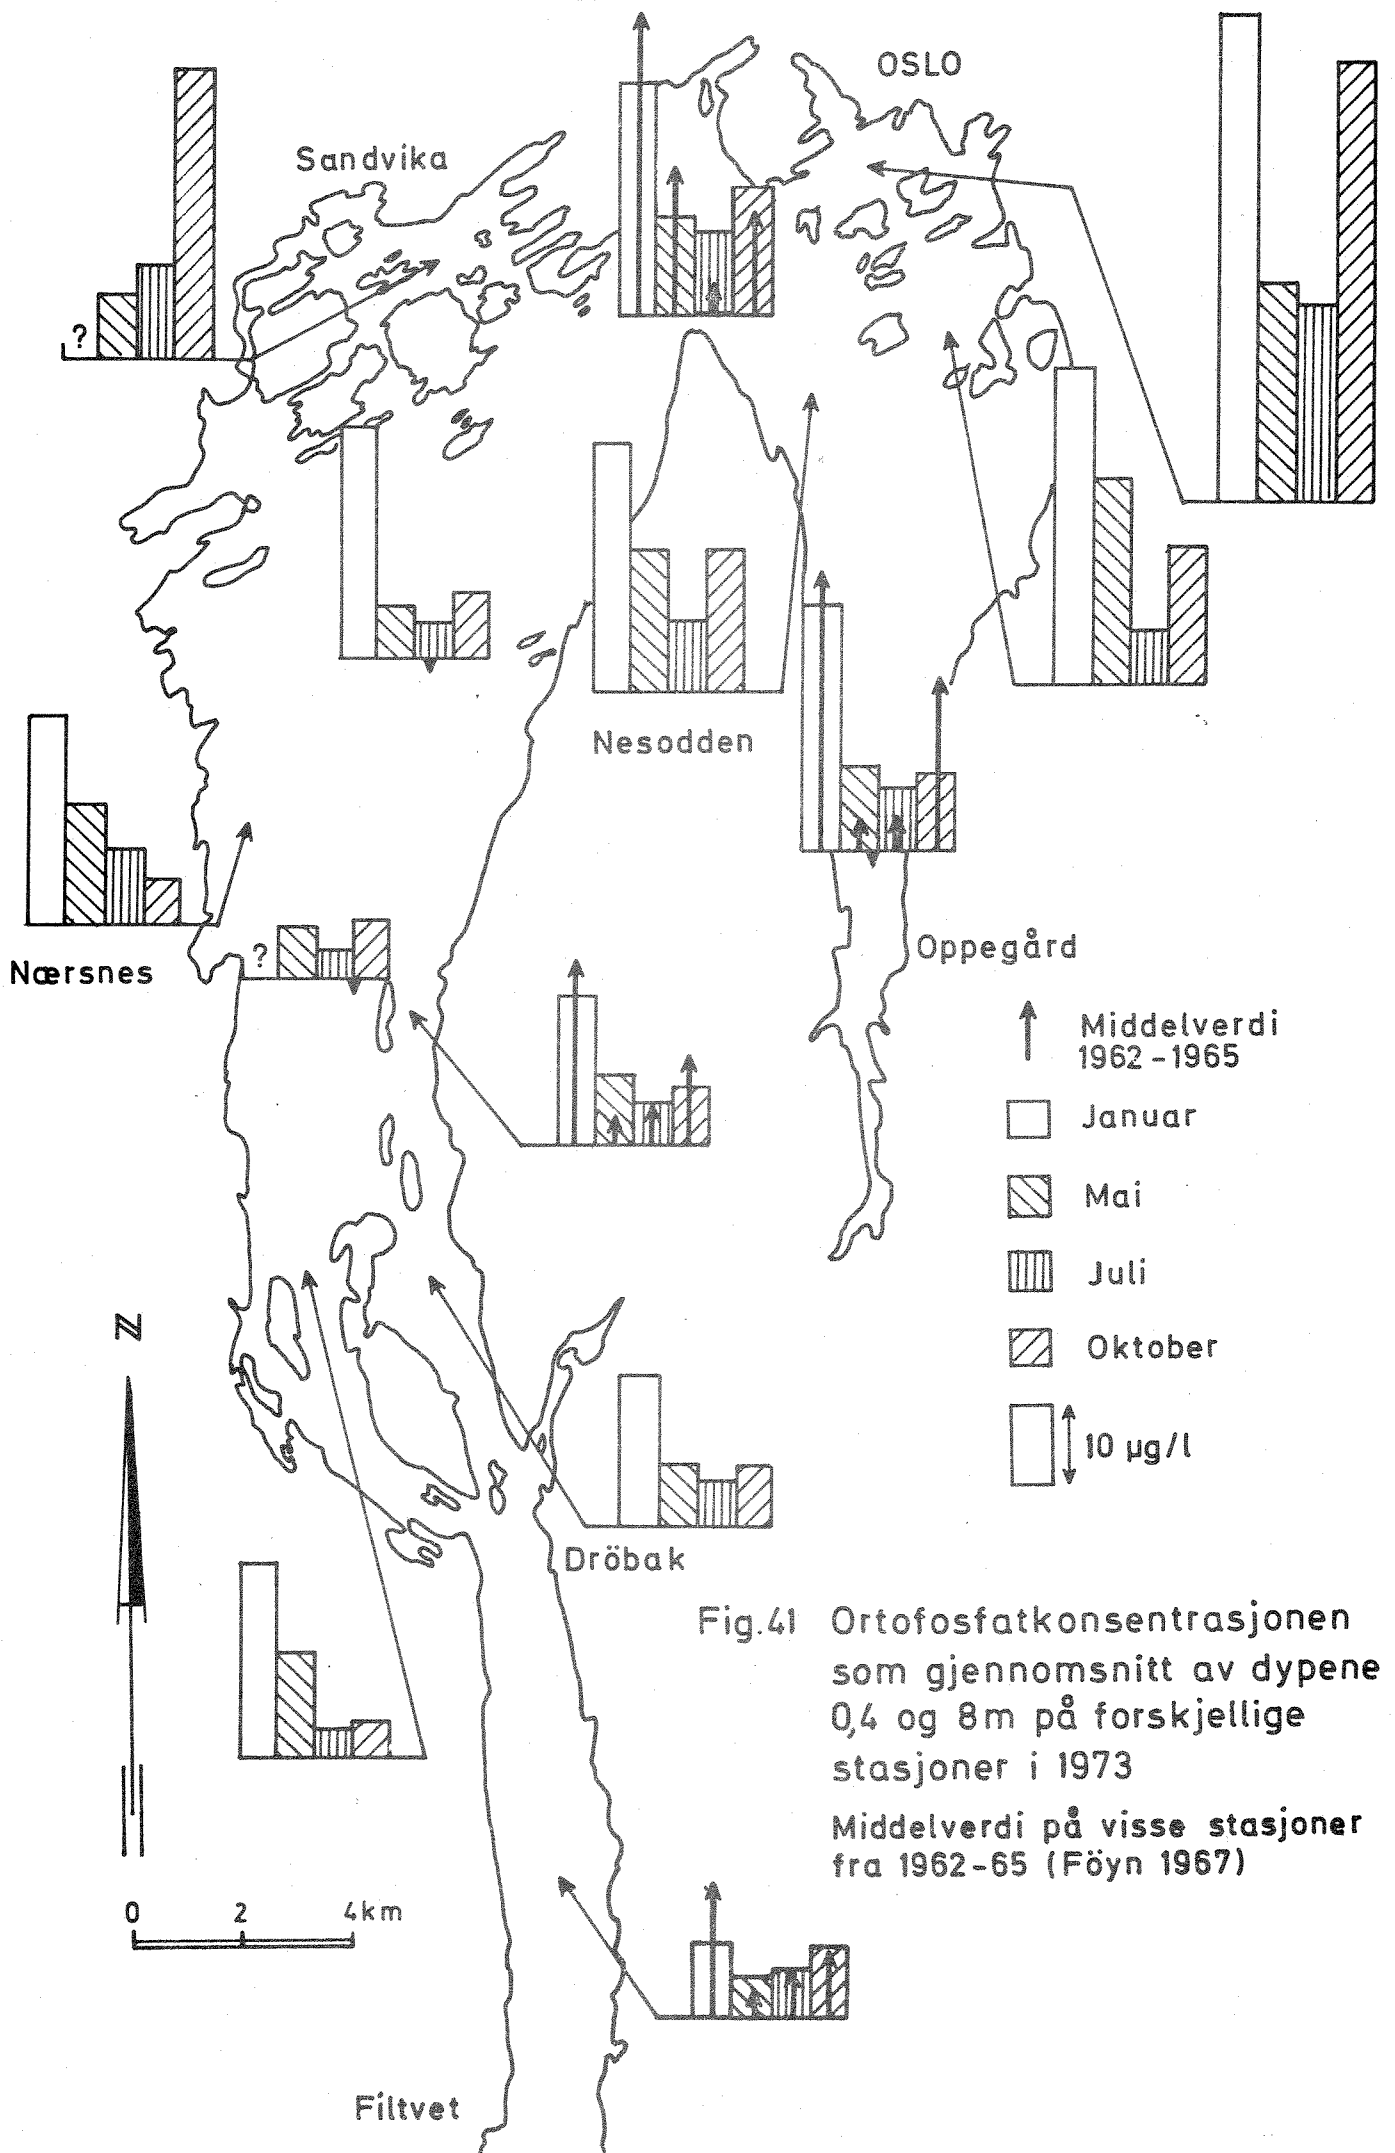 OSLO
Sandvika
?
Nesodden
Nærsnes
?
Oppegård
Middelverdi
1962-1965
Januar
Mai
Juli
Oktober
10 µg/l
N
Dröbak
Fig.41 Ortofosfatkonsentrasjonen
som gjennomsnitt av dypene
0,4 og 8m på forskjellige
stasjoner i 1973
Middelverdi på visse stasjoner
fra 1962-65 (Föyn 1967)
0 2 4km
Filtvet